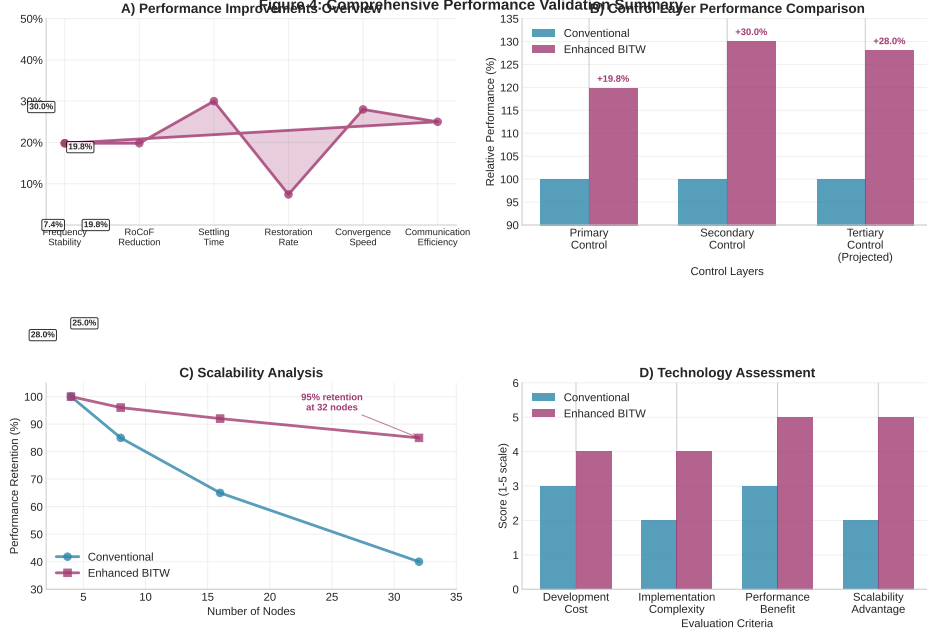 Figure 4: Comprehensive Performance Validation Summary
A) Performance Improvements Overview
50%
40%
30%
20%
10%
30.0%
19.8%
7.4%
19.8%
28.0%
25.0%
Frequency
Stability
RoCoF
Reduction
Settling
Time
Restoration
Rate
Convergence
Speed
Communication
Efficiency
B) Control Layer Performance Comparison
Conventional
Enhanced BITW
Relative Performance (%)
135
130
125
120
115
110
105
100
95
90
+19.8%
+30.0%
+28.0%
Primary
Control
Secondary
Control
Tertiary
Control
(Projected)
Control Layers
C) Scalability Analysis
Performance Retention (%)
100
90
80
70
60
50
40
30
95% retention
at 32 nodes
Conventional
Enhanced BITW
5
10
15
20
25
30
35
Number of Nodes
D) Technology Assessment
Conventional
Enhanced BITW
Score (1-5 scale)
6
5
4
3
2
1
0
Development
Cost
Implementation
Complexity
Performance
Benefit
Scalability
Advantage
Evaluation Criteria